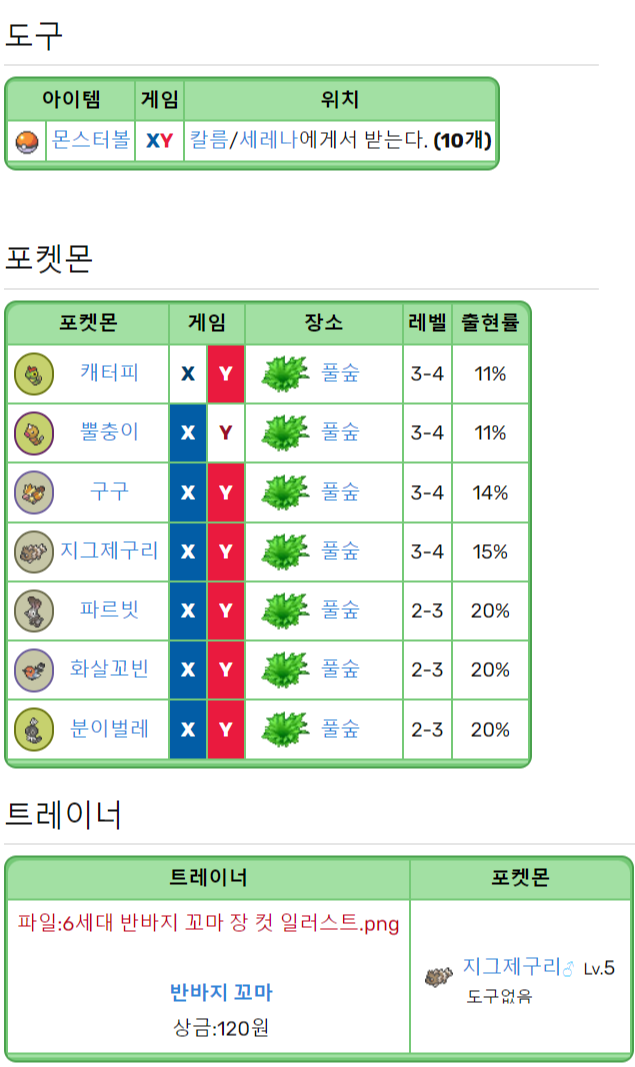 도구
아이템 게임 위치
몬스터볼 XY 칼름/세레나에게서 받는다. (10개)
포켓몬
포켓몬 게임 장소 레벨 출현률
캐터피 X Y 풀숲 3-4 11%
뿔충이 X Y 풀숲 3-4 11%
구구 X Y 풀숲 3-4 14%
지그제구리 X Y 풀숲 3-4 15%
파르빗 X Y 풀숲 2-3 20%
화살꼬빈 X Y 풀숲 2-3 20%
분이벌레 X Y 풀숲 2-3 20%
트레이너
트레이너 포켓몬
파일:6세대 반바지 꼬마 장 컷 일러스트.png
반바지 꼬마
상금:120원
지그제구리♂ Lv.5
도구없음